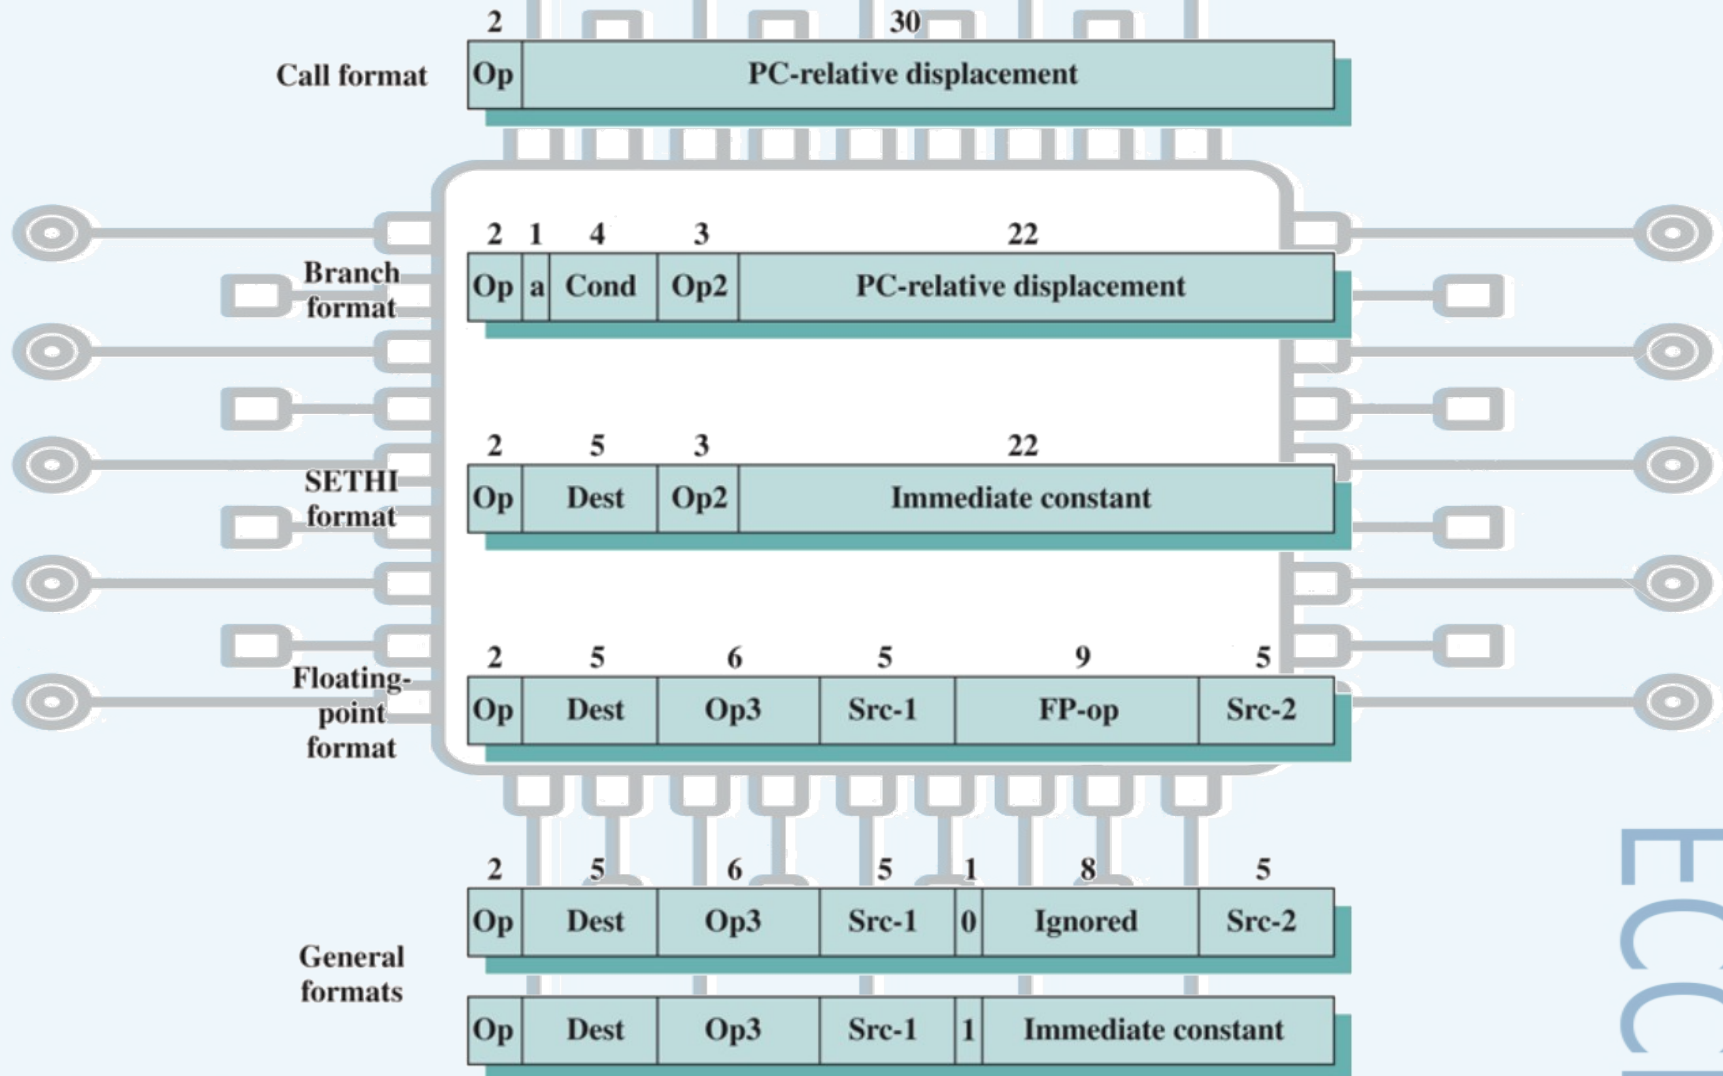 2 30
Call format Op PC-relative displacement
2 1 4 3 22
Branch
format
Op a Cond Op2 PC-relative displacement
2 5 3 22
SETHI
format
Op Dest Op2 Immediate constant
2 5 6 5 9 5
Floating-
point
format
Op Dest Op3 Src-1 FP-op Src-2
2 5 6 5 1 8 5
Op Dest Op3 Src-1 0 Ignored Src-2
General
formats
Op Dest Op3 Src-1 1 Immediate constant